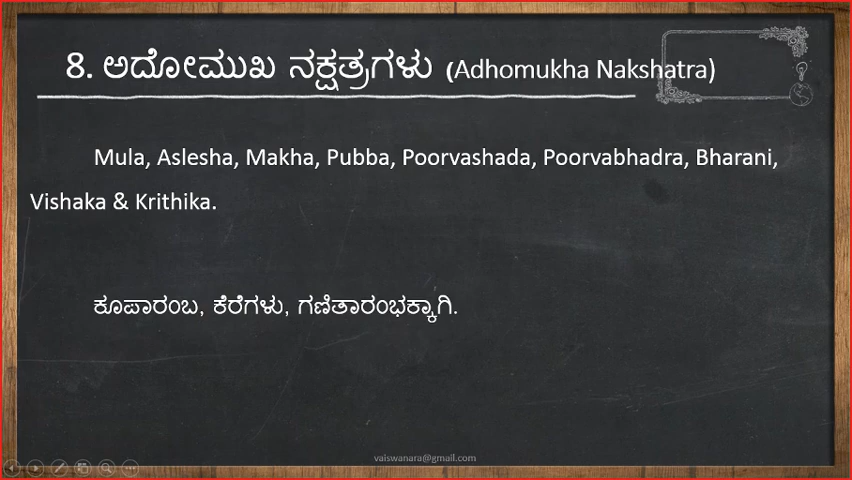 8. ಅದೋಮುಖ ನಕ್ಷತ್ರಗಳು (Adhomukha Nakshatra)
Mula, Aslesha, Makha, Pubba, Poorvashada, Poorvabhadra, Bharani,
Vishaka & Krithika.
ಕೂಪಾರಂಬ, ಕೆರೆಗಳು, ಗಣಿತಾರಂಭಕ್ಕಾಗಿ.
vaiswanara@gmail.com